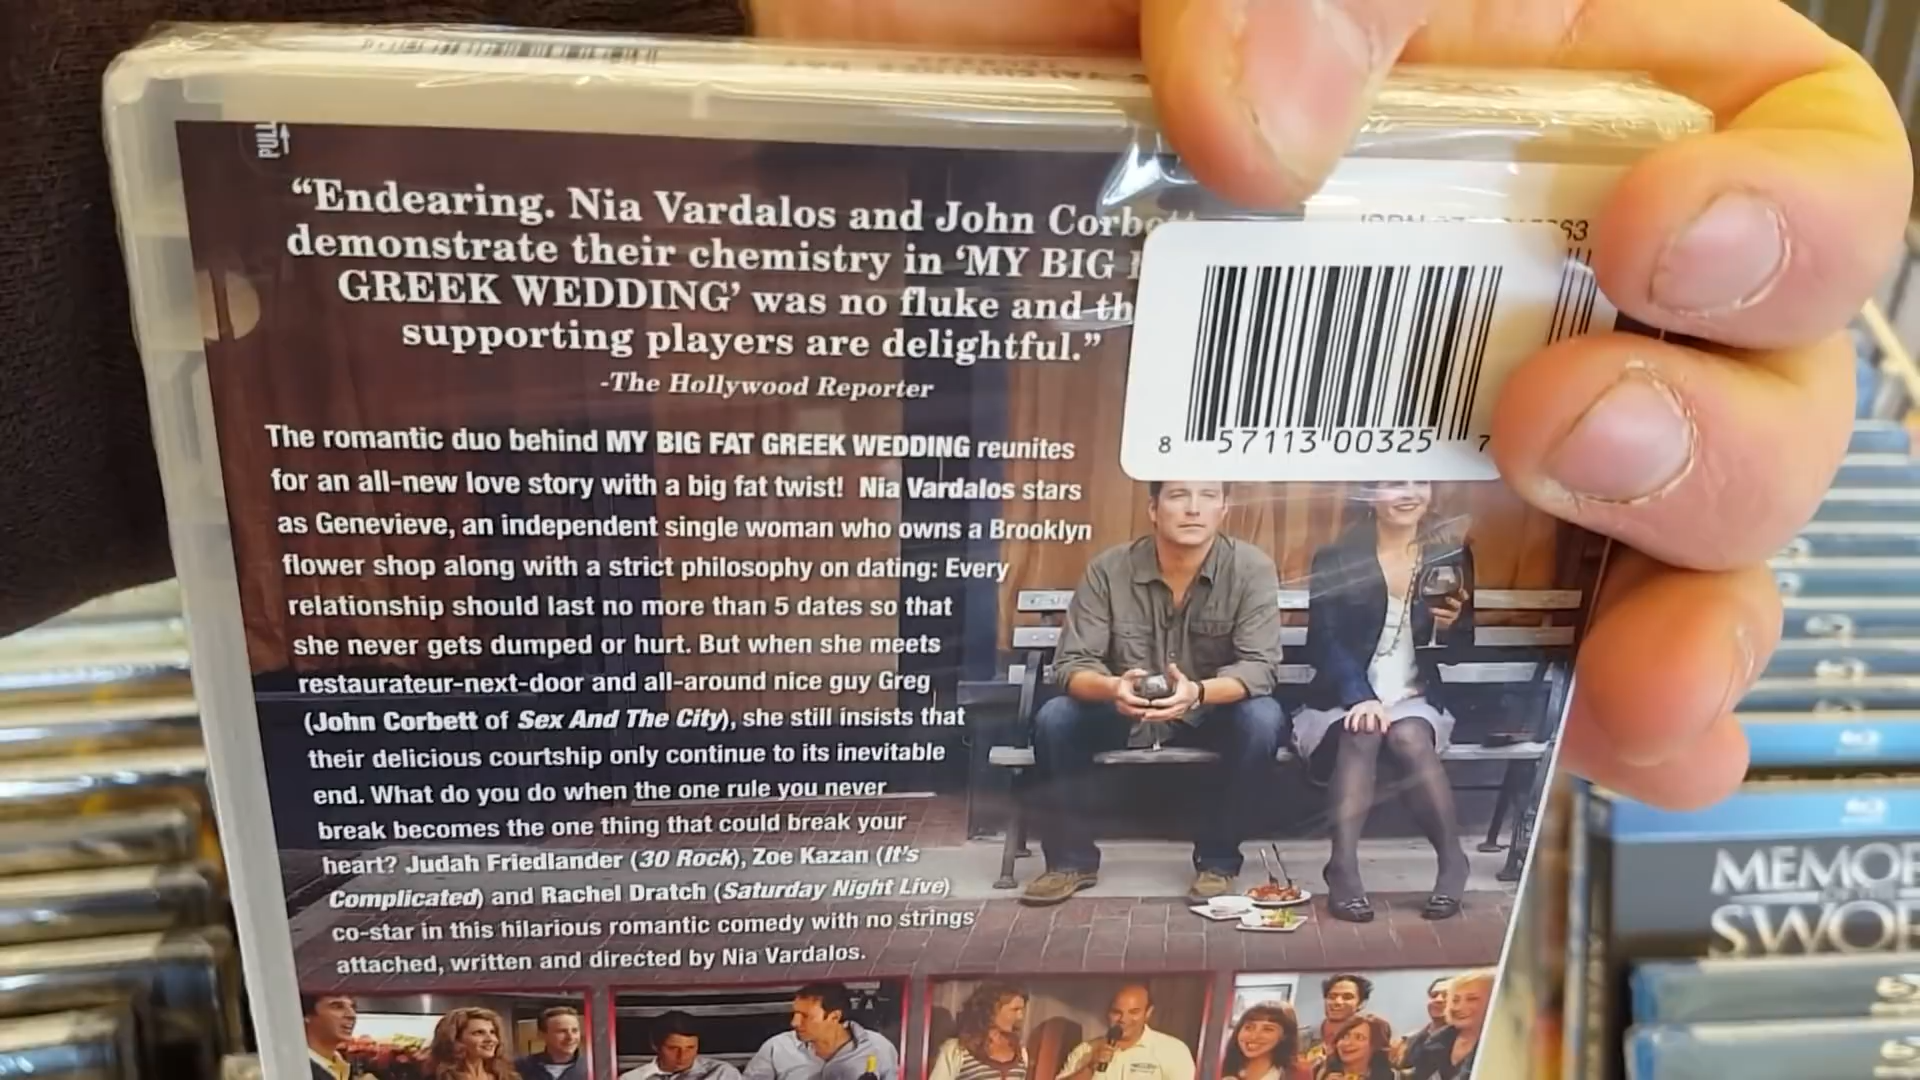 PULL
“Endearing. Nia Vardalos and John
demonstrate their chemistry in ‘MY BIG
GREEK WEDDING’ was no fluke and
supporting players are delightful.”
-The Hollywood Reporter
The romantic duo behind MY BIG FAT GREEK WEDDING reunites
for an all-new love story with a big fat twist! Nia Vardalos stars
as Genevieve, an independent single woman who owns a Brooklyn
flower shop along with a strict philosophy on dating: Every
relationship should last no more than 5 dates so that
she never gets dumped or hurt. But when she meets
restaurateur-next-door and all-around nice guy Greg
(John Corbett of Sex And The City), she still insists that
their delicious courtship only continue to its inevitable
end. What do you do when the one rule you never
break becomes the one thing that could break your
heart? Judah Friedlander (30 Rock), Zoe Kazan (It's
Complicated) and Rachel Dratch (Saturday Night Live)
co-star in this hilarious romantic comedy with no strings
attached, written and directed by Nia Vardalos.
8 57113 00325 7